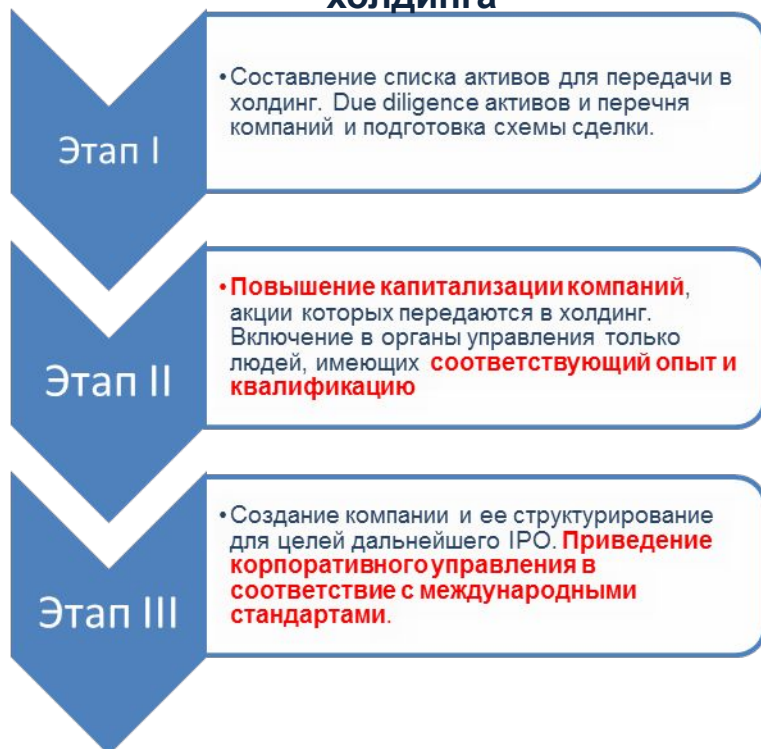 холдинга
Этап I
•Составление списка активов для передачи в
холдинг. Due diligence активов и перечня
компаний и подготовка схемы сделки.
Этап II
•Повышение капитализации компаний,
акции которых передаются в холдинг.
Включение в органы управления только
людей, имеющих соответствующий опыт и
квалификацию
Этап III
•Создание компании и ее структурирование
для целей дальнейшего IPO. Приведение
корпоративного управления в
соответствие с международными
стандартами.